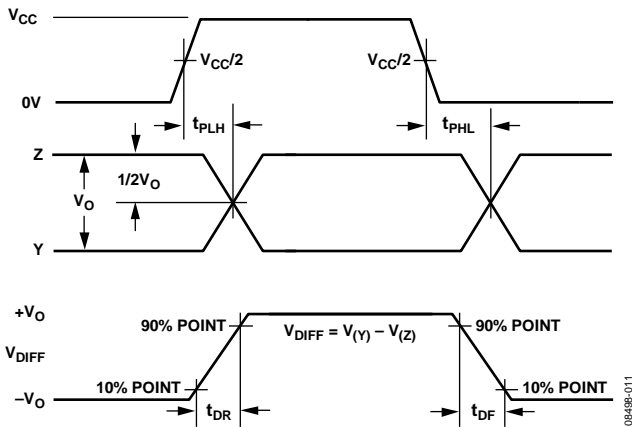 VCC
VCC/2
VCC/2
0V
tPLH
tPHL
Z
1/2VO
VO
Y
+VO
90% POINT
VDIFF = V(Y) – V(Z)
90% POINT
VDIFF
10% POINT
10% POINT
–VO
tDR
tDF
08498-011